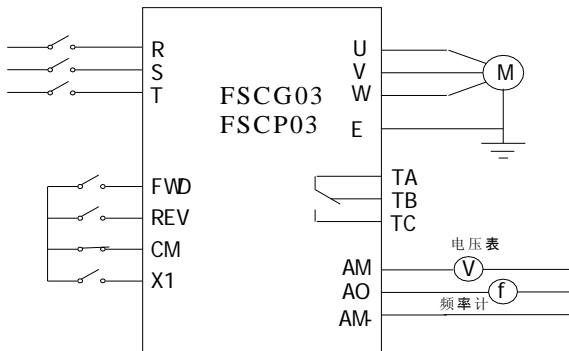 R
S
T
FSCG03
FSCP03
U
V
W
E
M
FWD
REV
CM
X1
TA
TB
TC
电压表
AM
V
AO
f
频率计
AM-